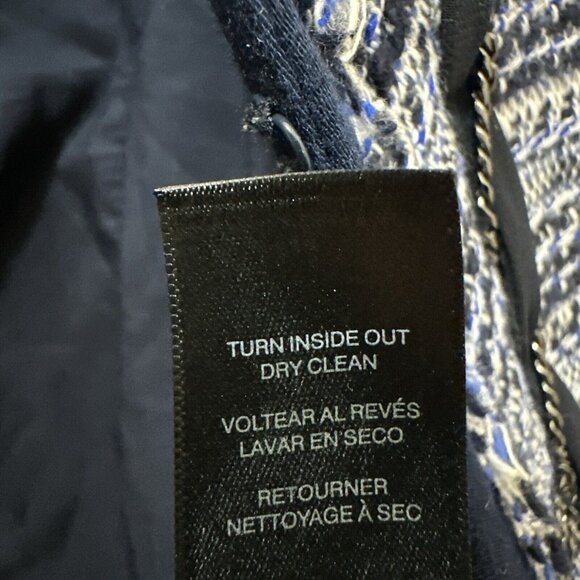 TURN INSIDE OUT
DRY CLEAN
VOLTEAR AL REVÉS
LAVAR EN SECO
RETOURNER
NETTOYAGE À SEC